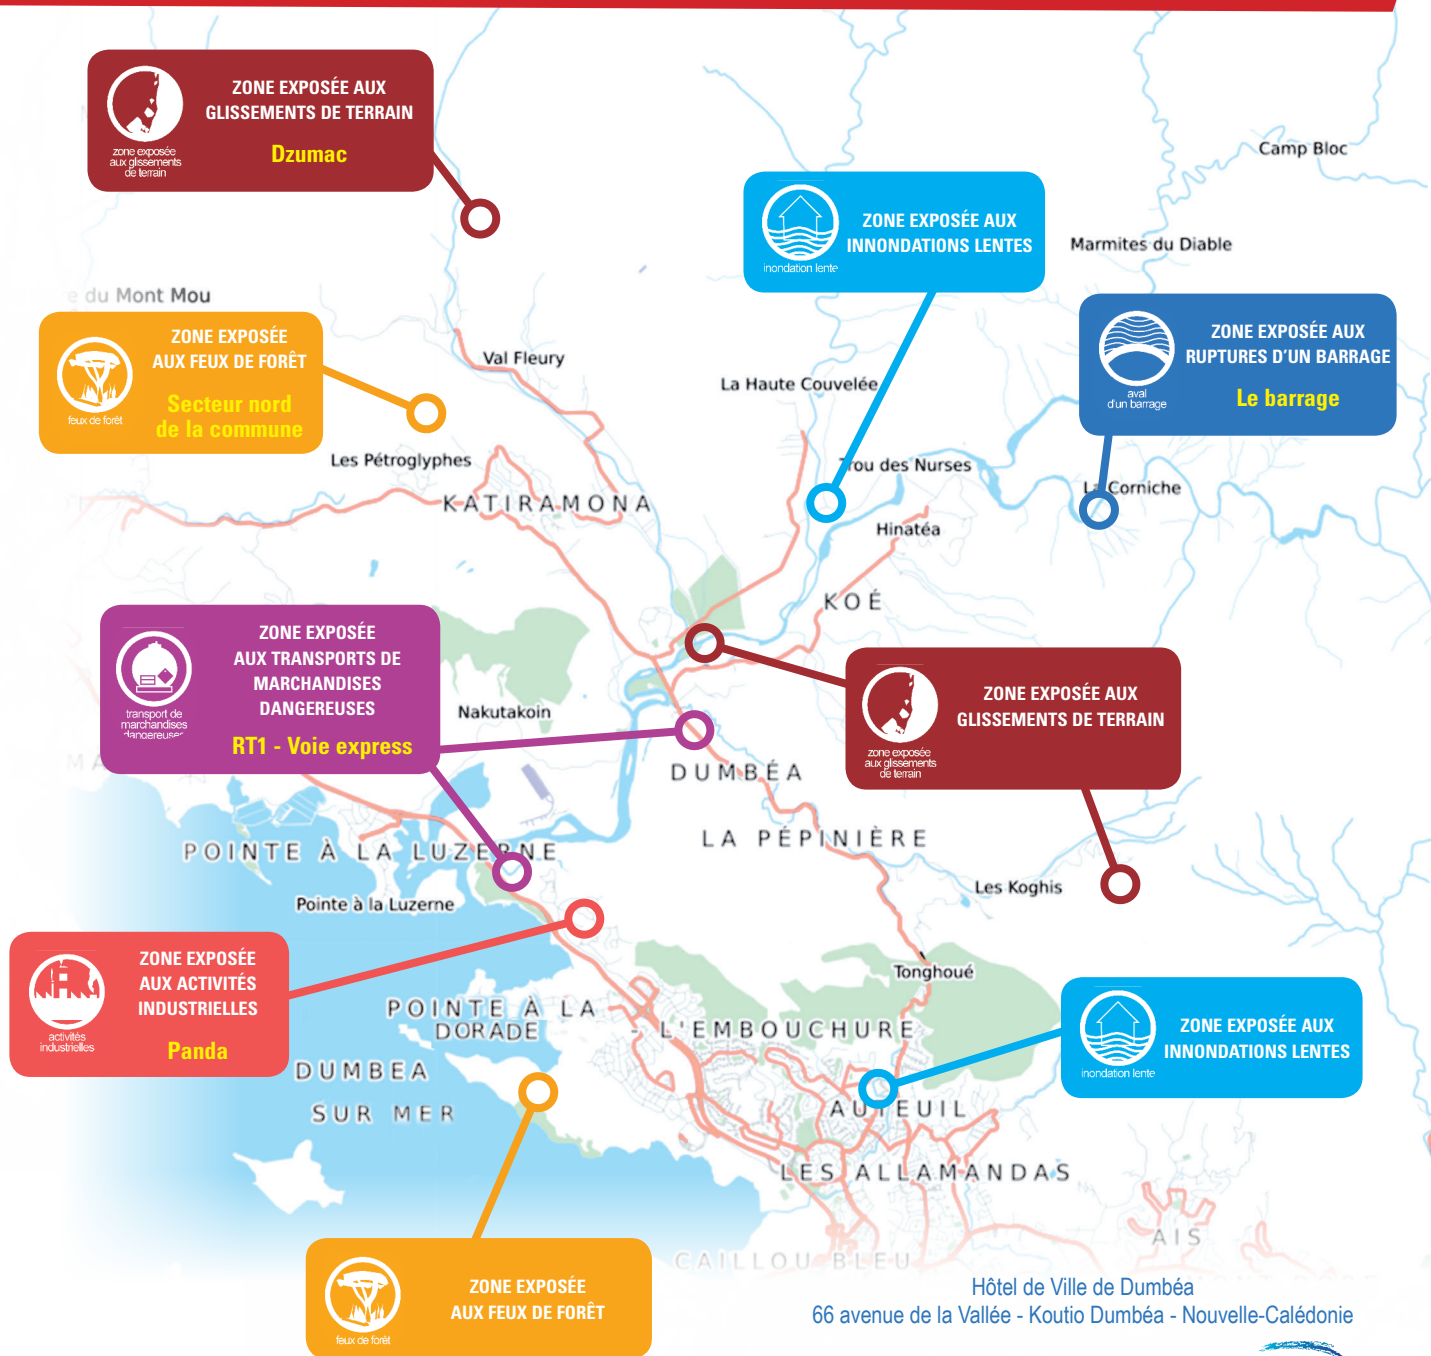 ZONE EXPOSÉE AUX
GLISSEMENTS DE TERRAIN
Dzumac
zone exposée
aux glissements
de terrain
Camp Bloc
ZONE EXPOSÉE AUX
INNONDATIONS LENTES
inondation lente
Marmites du Diable
du Mont Mou
ZONE EXPOSÉE
AUX FEUX DE FORÊT
Secteur nord
de la commune
feux de forêt
ZONE EXPOSÉE AUX
RUPTURES D'UN BARRAGE
Le barrage
aval
d'un barrage
Val Fleury
La Haute Couvelée
Les Pétroglyphes
Trou des Nurses
La Corniche
KATIRAMONA
Hinatéa
KOÉ
ZONE EXPOSÉE
AUX TRANSPORTS DE
MARCHANDISES
DANGEREUSES
RT1 - Voie express
transport de
marchandises
dangereuses
Nakutakoin
ZONE EXPOSÉE AUX
GLISSEMENTS DE TERRAIN
zone exposée
aux glissements
de terrain
DUMBÉA
LA PÉPINIÈRE
POINTE À LA LUZERNE
Les Koghis
Pointe à la Luzerne
ZONE EXPOSÉE
AUX ACTIVITÉS
INDUSTRIELLES
Panda
activités
industrielles
Tonghoué
POINTE À LA
DORADE
L'EMBOUCHURE
ZONE EXPOSÉE AUX
INNONDATIONS LENTES
inondation lente
DUMBEA
SUR MER
AUTEUIL
LES ALLAMANDAS
AIS
CAILLOU BLEU
ZONE EXPOSÉE
AUX FEUX DE FORÊT
feux de forêt
Hôtel de Ville de Dumbéa
66 avenue de la Vallée - Koutio Dumbéa - Nouvelle-Calédonie